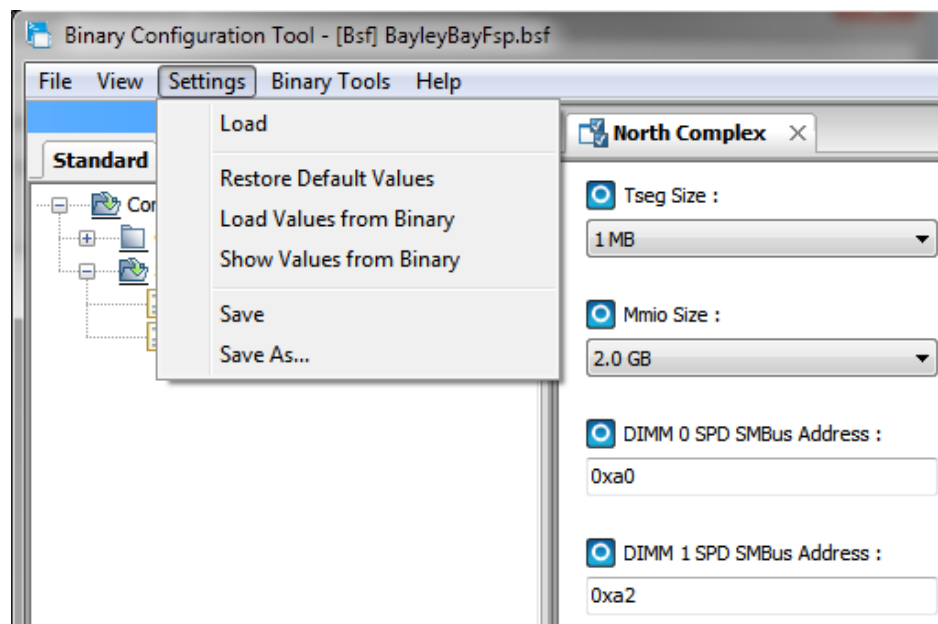 Binary Configuration Tool - [Bsf] BayleyBayFsp.bsf
File View Settings Binary Tools Help
Load
Restore Default Values
Load Values from Binary
Show Values from Binary
Save
Save As...
Standard
Cor
North Complex
Tseg Size :
1 MB
Mmio Size :
2.0 GB
DIMM 0 SPD SMBus Address :
0xa0
DIMM 1 SPD SMBus Address :
0xa2